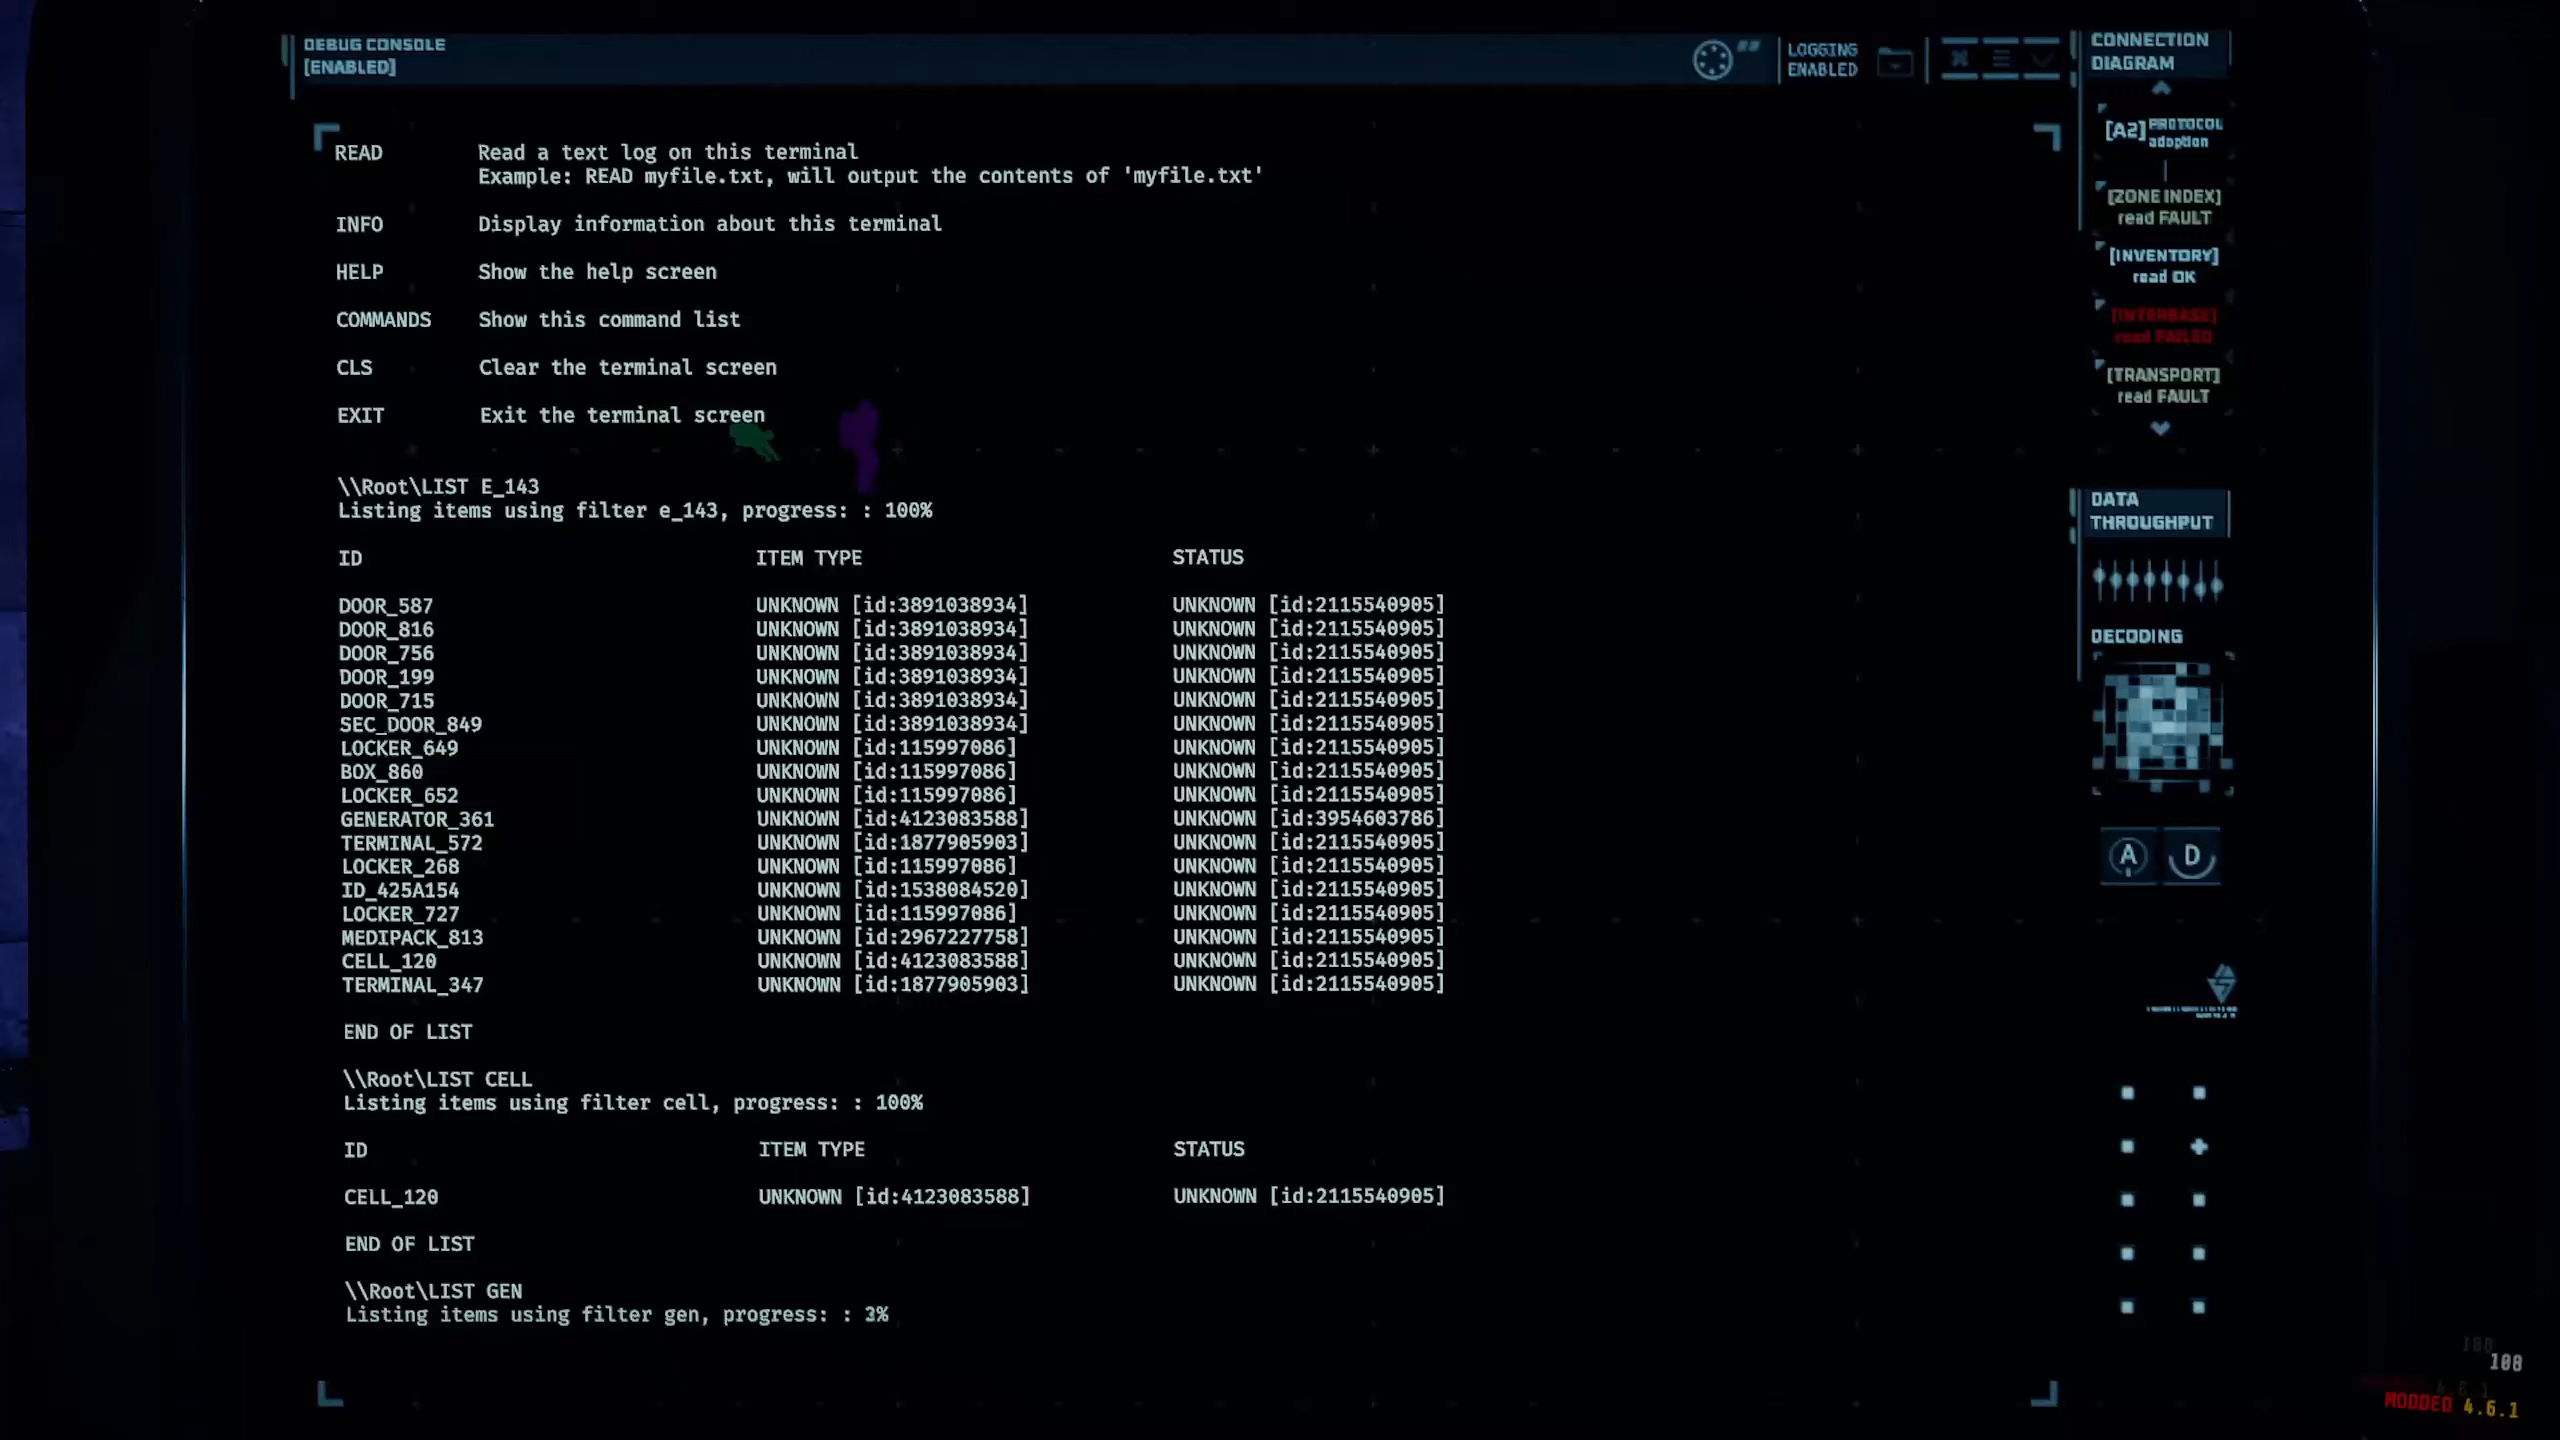 DEBUG CONSOLE
[ENABLED]
LOGGING
ENABLED
READ Read a text log on this terminal
Example: READ myfile.txt, will output the contents of 'myfile.txt'
INFO Display information about this terminal
HELP Show the help screen
COMMANDS Show this command list
CLS Clear the terminal screen
EXIT Exit the terminal screen
\\Root\LIST E_143
Listing items using filter e_143, progress: : 100%
ID ITEM TYPE STATUS
DOOR_587 UNKNOWN [id:3891038934] UNKNOWN [id:2115540905]
DOOR_816 UNKNOWN [id:3891038934] UNKNOWN [id:2115540905]
DOOR_756 UNKNOWN [id:3891038934] UNKNOWN [id:2115540905]
DOOR_199 UNKNOWN [id:3891038934] UNKNOWN [id:2115540905]
DOOR_715 UNKNOWN [id:3891038934] UNKNOWN [id:2115540905]
SEC_DOOR_849 UNKNOWN [id:3891038934] UNKNOWN [id:2115540905]
LOCKER_649 UNKNOWN [id:115997086] UNKNOWN [id:2115540905]
BOX_860 UNKNOWN [id:115997086] UNKNOWN [id:2115540905]
LOCKER_652 UNKNOWN [id:115997086] UNKNOWN [id:2115540905]
GENERATOR_361 UNKNOWN [id:4123083588] UNKNOWN [id:3954603786]
TERMINAL_572 UNKNOWN [id:1877905903] UNKNOWN [id:2115540905]
LOCKER_268 UNKNOWN [id:115997086] UNKNOWN [id:2115540905]
ID_425A154 UNKNOWN [id:1538084520] UNKNOWN [id:2115540905]
LOCKER_727 UNKNOWN [id:115997086] UNKNOWN [id:2115540905]
MEDIPACK_813 UNKNOWN [id:2967227758] UNKNOWN [id:2115540905]
CELL_120 UNKNOWN [id:4123083588] UNKNOWN [id:2115540905]
TERMINAL_347 UNKNOWN [id:1877905903] UNKNOWN [id:2115540905]
END OF LIST
\\Root\LIST CELL
Listing items using filter cell, progress: : 100%
ID ITEM TYPE STATUS
CELL_120 UNKNOWN [id:4123083588] UNKNOWN [id:2115540905]
END OF LIST
\\Root\LIST GEN
Listing items using filter gen, progress: : 3%
CONNECTION
DIAGRAM
[A2] PROTOCOL
adoption
[ZONE INDEX]
read FAULT
[INVENTORY]
read OK
[INTERBASE]
read FAILED
[TRANSPORT]
read FAULT
DATA
THROUGHPUT
DECODING
A D
108
MODDED 4.6.1